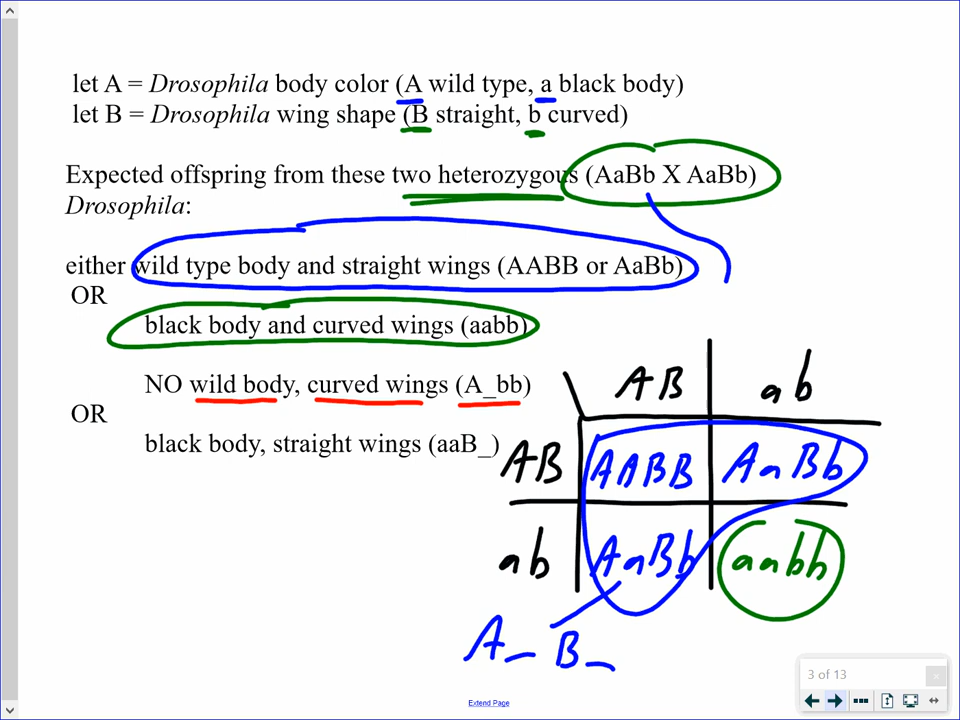 let A = Drosophila body color (A wild type, a black body)
let B = Drosophila wing shape (B straight, b curved)
Expected offspring from these two heterozygous (AaBb X AaBb)
Drosophila:
either wild type body and straight wings (AABB or AaBb)
OR
black body and curved wings (aabb)
NO wild body, curved wings (A_bb)
OR
black body, straight wings (aaB_)
AB ab
AB AABB AaBb
ab AaBb aabb
A_ B_
3 of 13
Extend Page